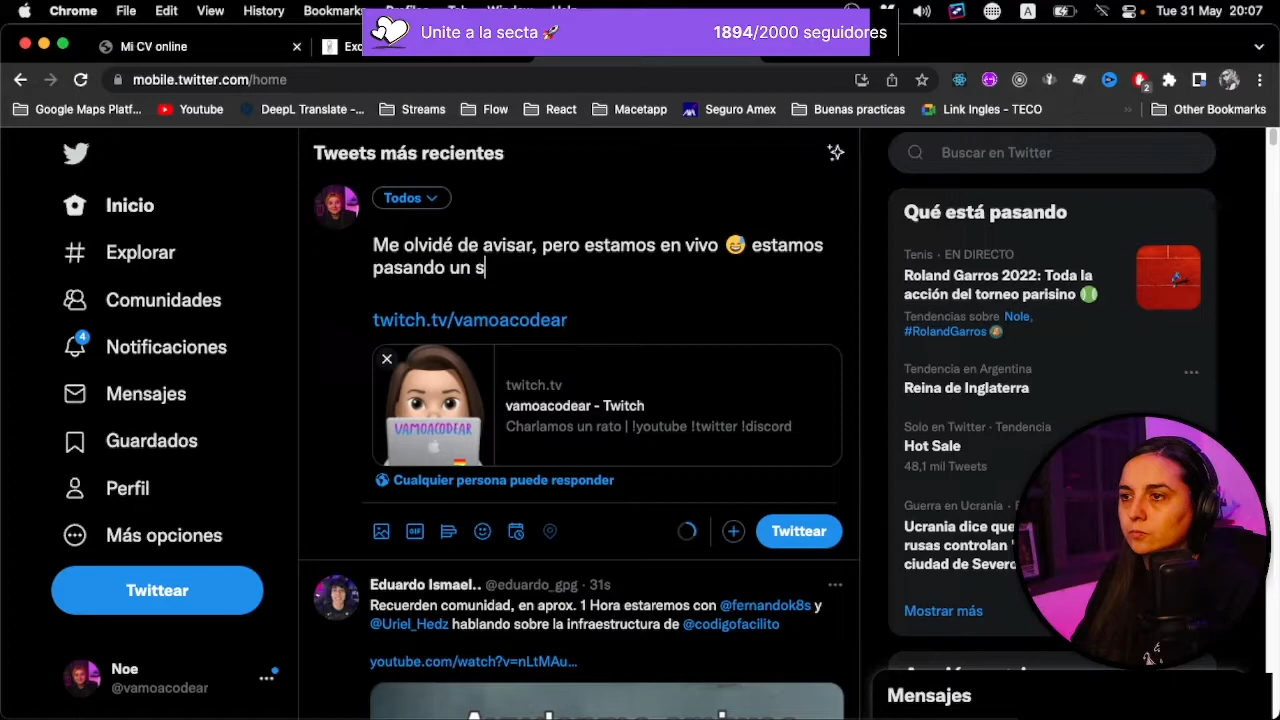 Chrome File Edit View History Bookmarks
Tue 31 May 20:07
Unite a la secta 🚀 1894/2000 seguidores
Mi CV online
mobile.twitter.com/home
2
Google Maps Platf... Youtube DeepL Translate -... Streams Flow React Macetapp Seguro Amex Buenas practicas Link Ingles - TECO » Other Bookmarks
Tweets más recientes
Buscar en Twitter
Inicio
Explorar
Comunidades
4
Notificaciones
Mensajes
Guardados
Perfil
Más opciones
Twittear
Noe
@vamoacodear
Todos
Me olvidé de avisar, pero estamos en vivo 😅 estamos
pasando un s
twitch.tv/vamoacodear
VAMOACODEAR
twitch.tv
vamoacodear - Twitch
Charlamos un rato | !youtube !twitter !discord
Cualquier persona puede responder
GIF
Twittear
Eduardo Ismael.. @eduardo_gpg · 31s
Recuerden comunidad, en aprox. 1 Hora estaremos con @fernandok8s y
@Uriel_Hedz hablando sobre la infraestructura de @codigofacilito
youtube.com/watch?v=nLtMAu...
Qué está pasando
Tenis · EN DIRECTO
Roland Garros 2022: Toda la
acción del torneo parisino 🎾
Tendencias sobre Nole,
#RolandGarros
Tendencia en Argentina
Reina de Inglaterra
Solo en Twitter · Tendencia
Hot Sale
48,1 mil Tweets
Guerra en Ucrania ·
Ucrania dice que
rusas controlan
ciudad de Severo
Mostrar más
Mensajes